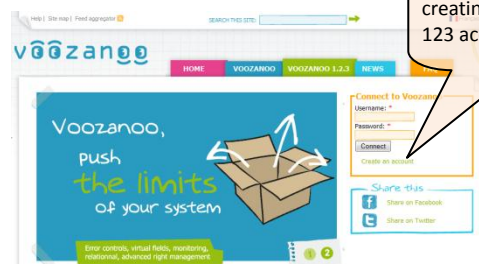 creatin
123 ac
Help | Site map | Feed aggregator
SEARCH THIS SITE:
voozanoo
HOME VOOZANOO VOOZANOO 1.2.3 NEWS
Connect to Voozano
Username: *
Password: *
Connect
Create an account
Voozanoo,
push
the limits
of your system
Error controls, virtual fields, monitoring,
relationnal, advanced right management
1 2
Share this
Share on Facebook
Share on Twitter